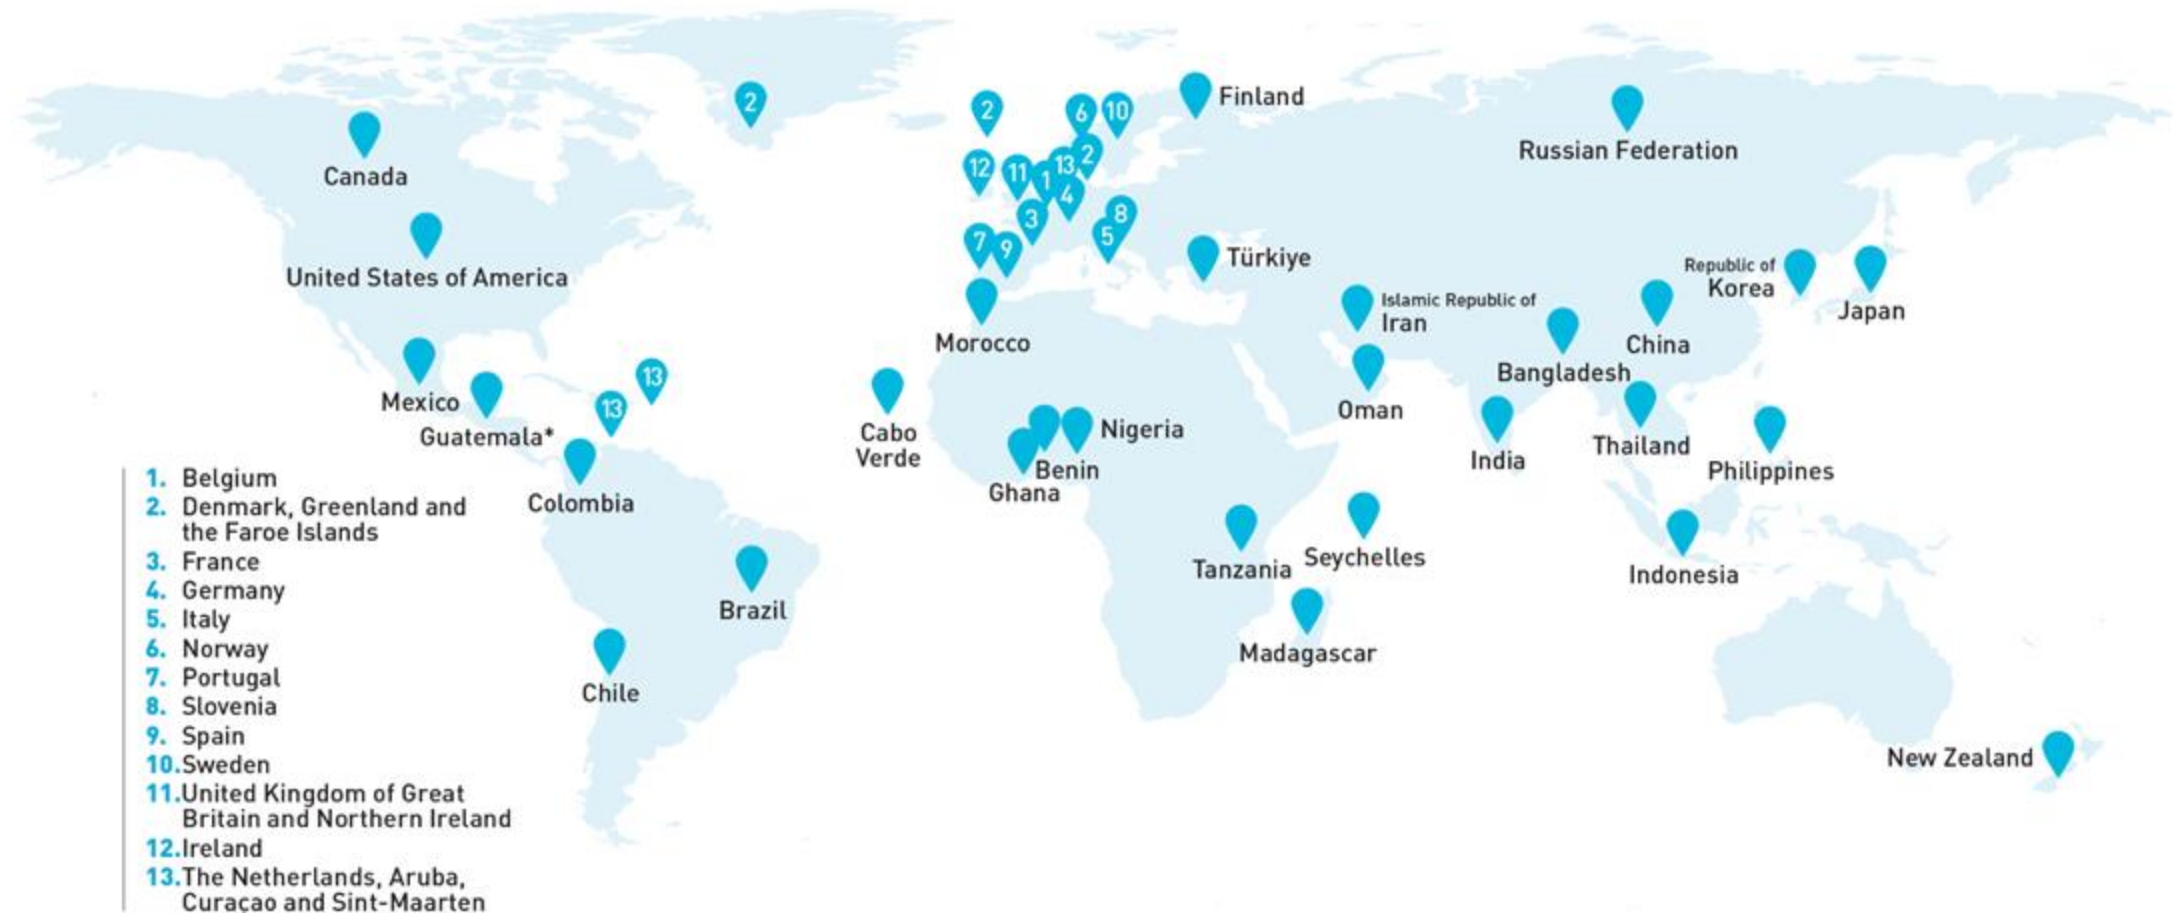 2
2
6
10
Finland
Canada
Russian Federation
12
11
1
13
2
4
3
8
5
7
9
United States of America
Türkiye
Republic of
Korea
Japan
Islamic Republic of
Iran
China
Morocco
Bangladesh
Mexico
13
13
Guatemala*
Cabo
Verde
Nigeria
Benin
Ghana
Oman
India
Thailand
Philippines
Colombia
Tanzania
Seychelles
Indonesia
Brazil
Madagascar
Chile
New Zealand
1. Belgium
2. Denmark, Greenland and
the Faroe Islands
3. France
4. Germany
5. Italy
6. Norway
7. Portugal
8. Slovenia
9. Spain
10.Sweden
11.United Kingdom of Great
Britain and Northern Ireland
12.Ireland
13.The Netherlands, Aruba,
Curaçao and Sint-Maarten